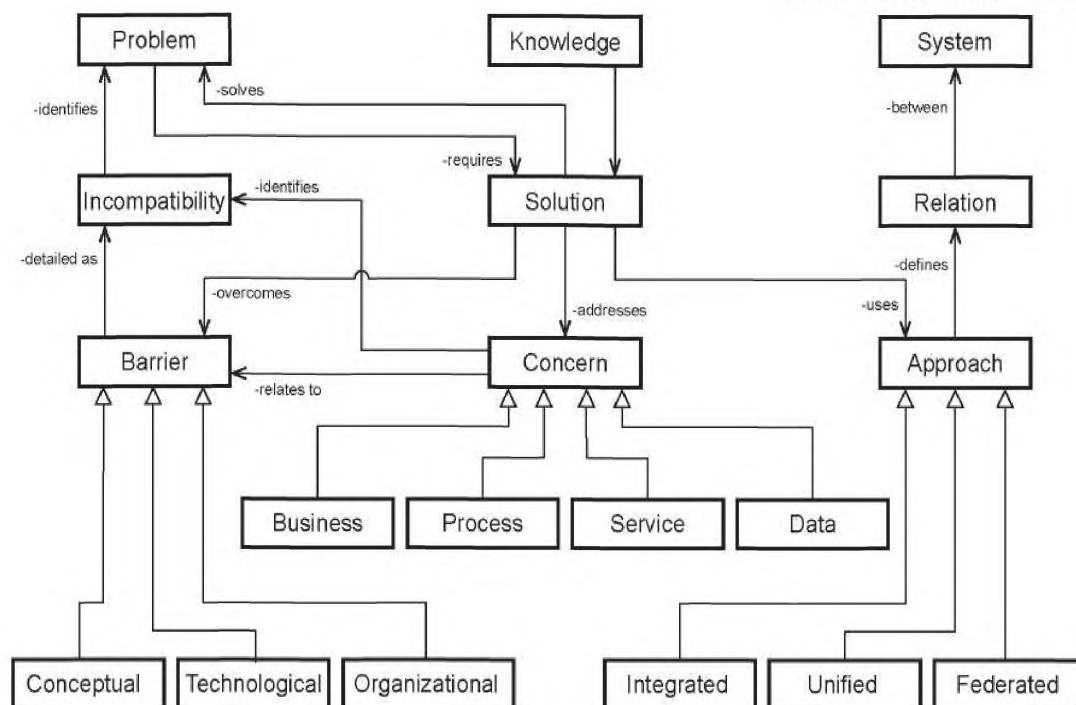 Problem
Knowledge
System
-solves
-identifies
-between
-requires
Incompatibility
-identifies
Solution
Relation
-detailed as
-defines
-overcomes
-addresses
-uses
Barrier
Concern
Approach
-relates to
Business
Process
Service
Data
Conceptual
Technological
Organizational
Integrated
Unified
Federated